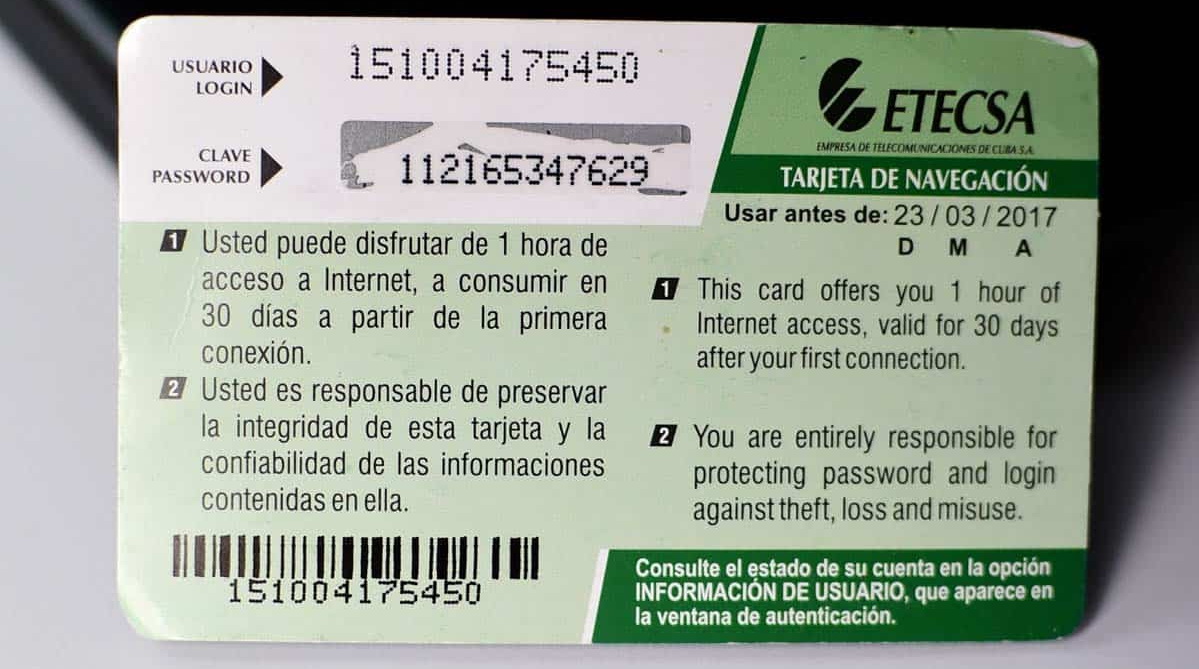 USUARIO
LOGIN
151004175450
CLAVE
PASSWORD
112165347629
ETECSA
EMPRESA DE TELECOMUNICACIONES DE CUBA S.A.
TARJETA DE NAVEGACIÓN
Usar antes de: 23 / 03 / 2017
D M A
1 Usted puede disfrutar de 1 hora de
acceso a Internet, a consumir en
30 días a partir de la primera
conexión.
2 Usted es responsable de preservar
la integridad de esta tarjeta y la
confiabilidad de las informaciones
contenidas en ella.
151004175450
1 This card offers you 1 hour of
Internet access, valid for 30 days
after your first connection.
2 You are entirely responsible for
protecting password and login
against theft, loss and misuse.
Consulte el estado de su cuenta en la opción
INFORMACIÓN DE USUARIO, que aparece en
la ventana de autenticación.